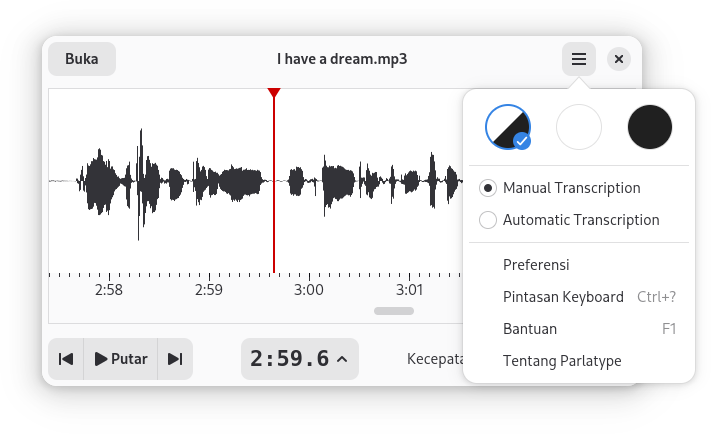 Buka
I have a dream.mp3
Manual Transcription
Automatic Transcription
Preferensi
2:58 2:59 3:00 3:01
Pintasan Keyboard Ctrl+?
Bantuan F1
Putar
2:59.6
Tentang Parlatype